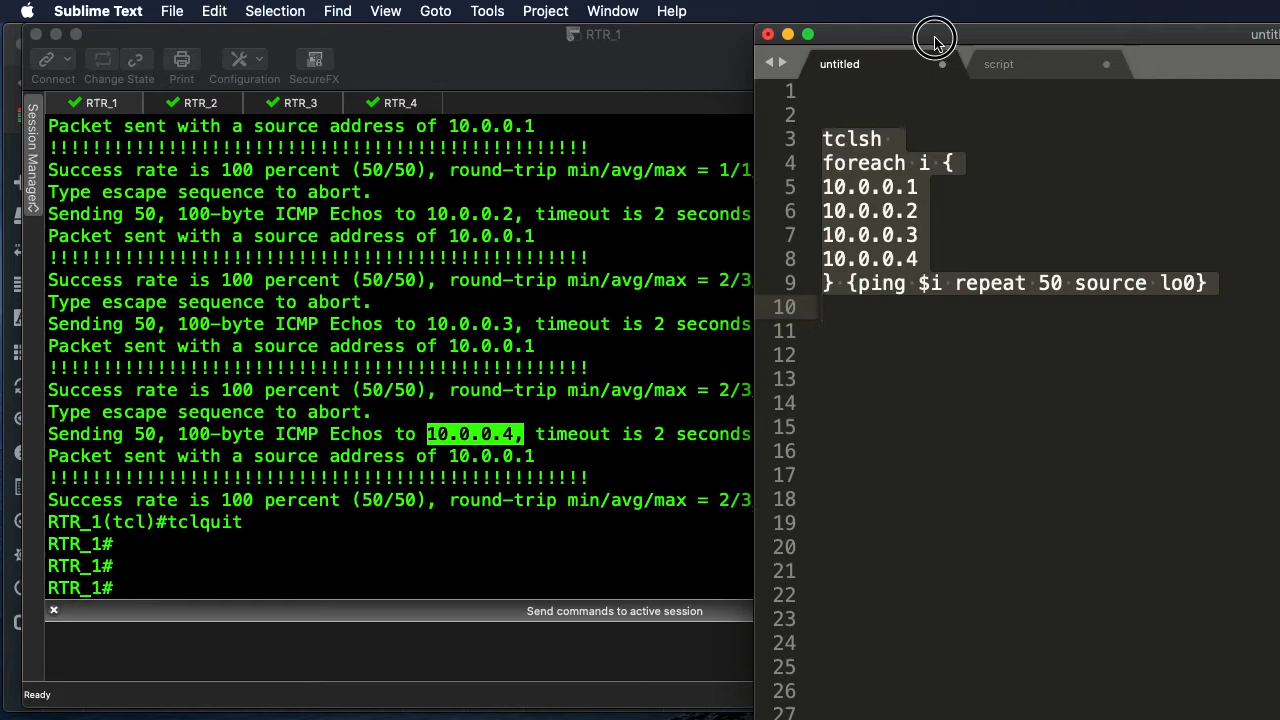 Sublime Text File Edit Selection Find View Goto Tools Project Window Help
RTR_1
untitl
Connect Change State Print Configuration SecureFX
untitled script
Session Manager
RTR_1 RTR_2 RTR_3 RTR_4
Packet sent with a source address of 10.0.0.1
!!!!!!!!!!!!!!!!!!!!!!!!!!!!!!!!!!!!!!!!!!!!!!!!!!
Success rate is 100 percent (50/50), round-trip min/avg/max = 1/1
Type escape sequence to abort.
Sending 50, 100-byte ICMP Echos to 10.0.0.2, timeout is 2 seconds
Packet sent with a source address of 10.0.0.1
!!!!!!!!!!!!!!!!!!!!!!!!!!!!!!!!!!!!!!!!!!!!!!!!!!
Success rate is 100 percent (50/50), round-trip min/avg/max = 2/3
Type escape sequence to abort.
Sending 50, 100-byte ICMP Echos to 10.0.0.3, timeout is 2 seconds
Packet sent with a source address of 10.0.0.1
!!!!!!!!!!!!!!!!!!!!!!!!!!!!!!!!!!!!!!!!!!!!!!!!!!
Success rate is 100 percent (50/50), round-trip min/avg/max = 2/3
Type escape sequence to abort.
Sending 50, 100-byte ICMP Echos to 10.0.0.4, timeout is 2 seconds
Packet sent with a source address of 10.0.0.1
!!!!!!!!!!!!!!!!!!!!!!!!!!!!!!!!!!!!!!!!!!!!!!!!!!
Success rate is 100 percent (50/50), round-trip min/avg/max = 2/3
RTR_1(tcl)#tclquit
RTR_1#
RTR_1#
RTR_1#
Send commands to active session
Ready
1
2
3 tclsh
4 foreach i {
5 10.0.0.1
6 10.0.0.2
7 10.0.0.3
8 10.0.0.4
9 } {ping $i repeat 50 source lo0}
10
11
12
13
14
15
16
17
18
19
20
21
22
23
24
25
26
27